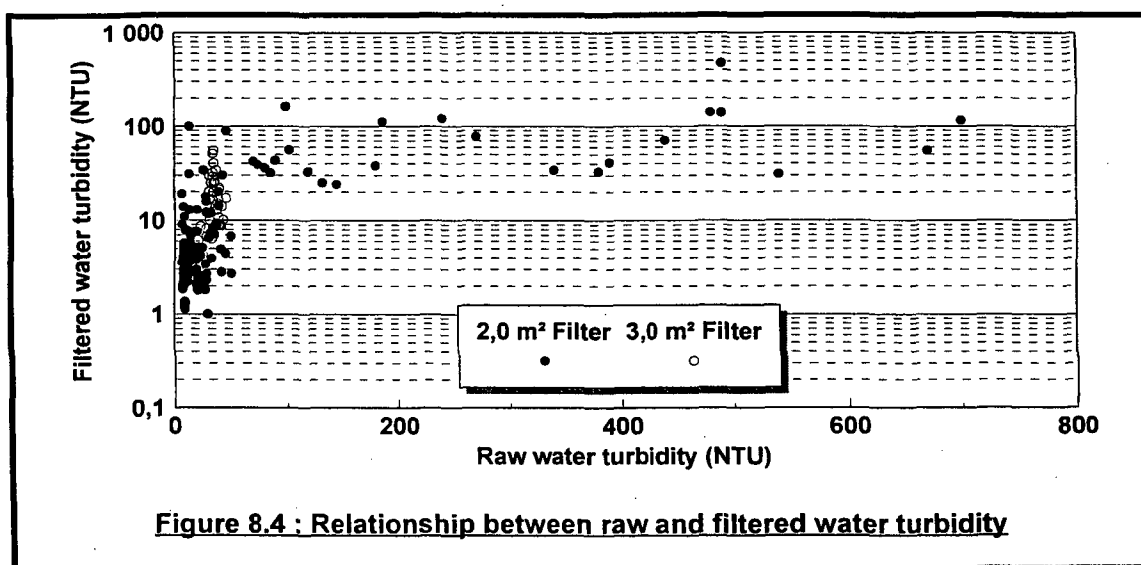 1 000
100
10
1
0,1
Filtered water turbidity (NTU)
2,0 m² Filter 3,0 m² Filter
0 200 400 600 800
Raw water turbidity (NTU)
Figure 8.4 : Relationship between raw and filtered water turbidity